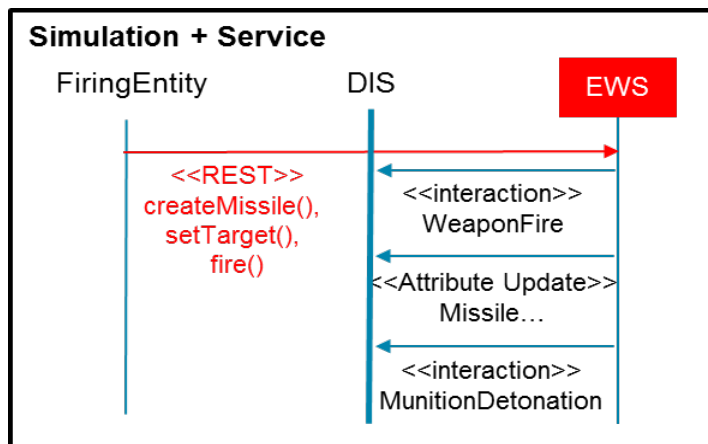 Simulation + Service
FiringEntity DIS EWS
<<REST>>
createMissile(),
setTarget(),
fire()
<<interaction>>
WeaponFire
<<Attribute Update>>
Missile…
<<interaction>>
MunitionDetonation